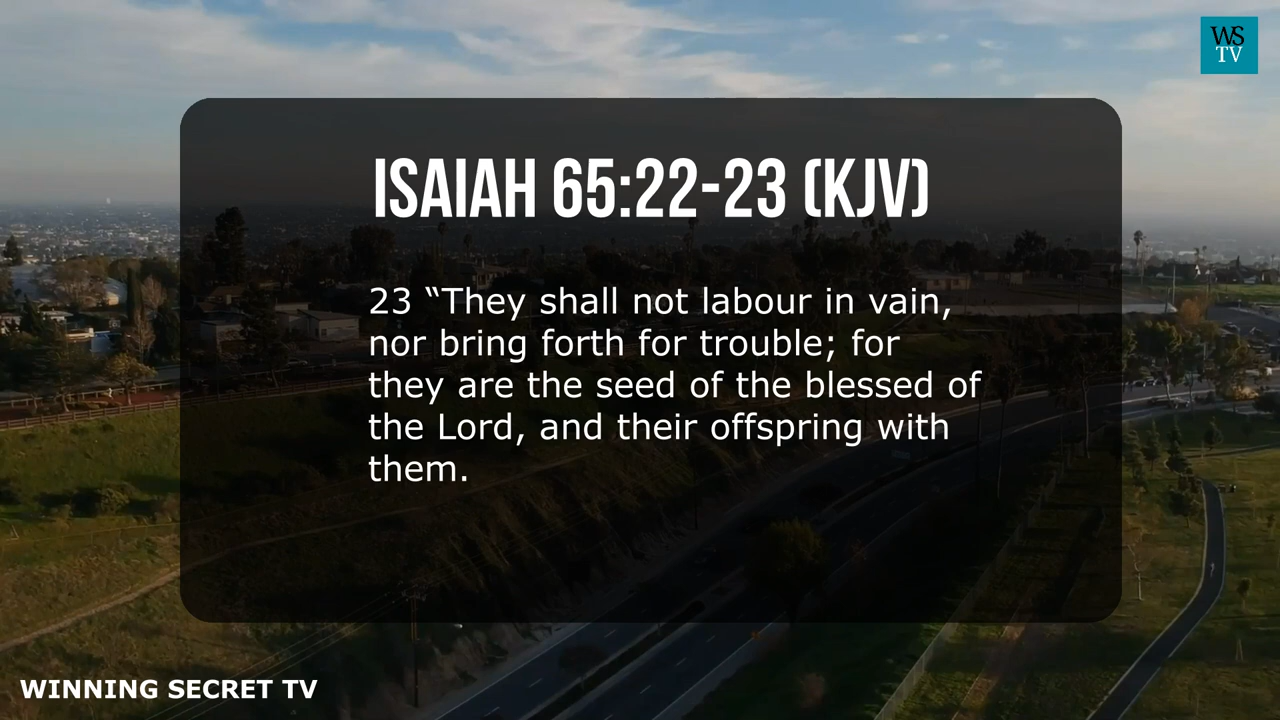 WS
TV
ISAIAH 65:22-23 (KJV)
23 “They shall not labour in vain,
nor bring forth for trouble; for
they are the seed of the blessed of
the Lord, and their offspring with
them.
WINNING SECRET TV